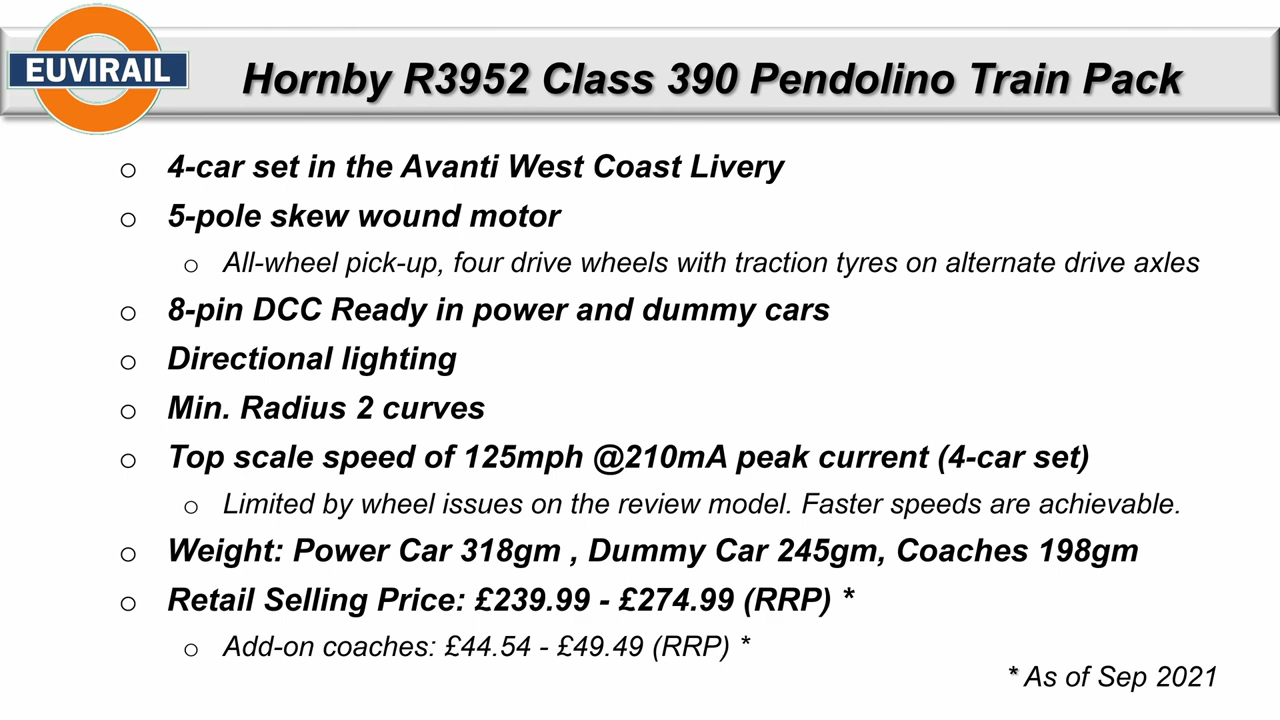 EUVIRAIL
Hornby R3952 Class 390 Pendolino Train Pack
o 4-car set in the Avanti West Coast Livery
o 5-pole skew wound motor
o All-wheel pick-up, four drive wheels with traction tyres on alternate drive axles
o 8-pin DCC Ready in power and dummy cars
o Directional lighting
o Min. Radius 2 curves
o Top scale speed of 125mph @210mA peak current (4-car set)
o Limited by wheel issues on the review model. Faster speeds are achievable.
o Weight: Power Car 318gm , Dummy Car 245gm, Coaches 198gm
o Retail Selling Price: £239.99 - £274.99 (RRP) *
o Add-on coaches: £44.54 - £49.49 (RRP) *
* As of Sep 2021